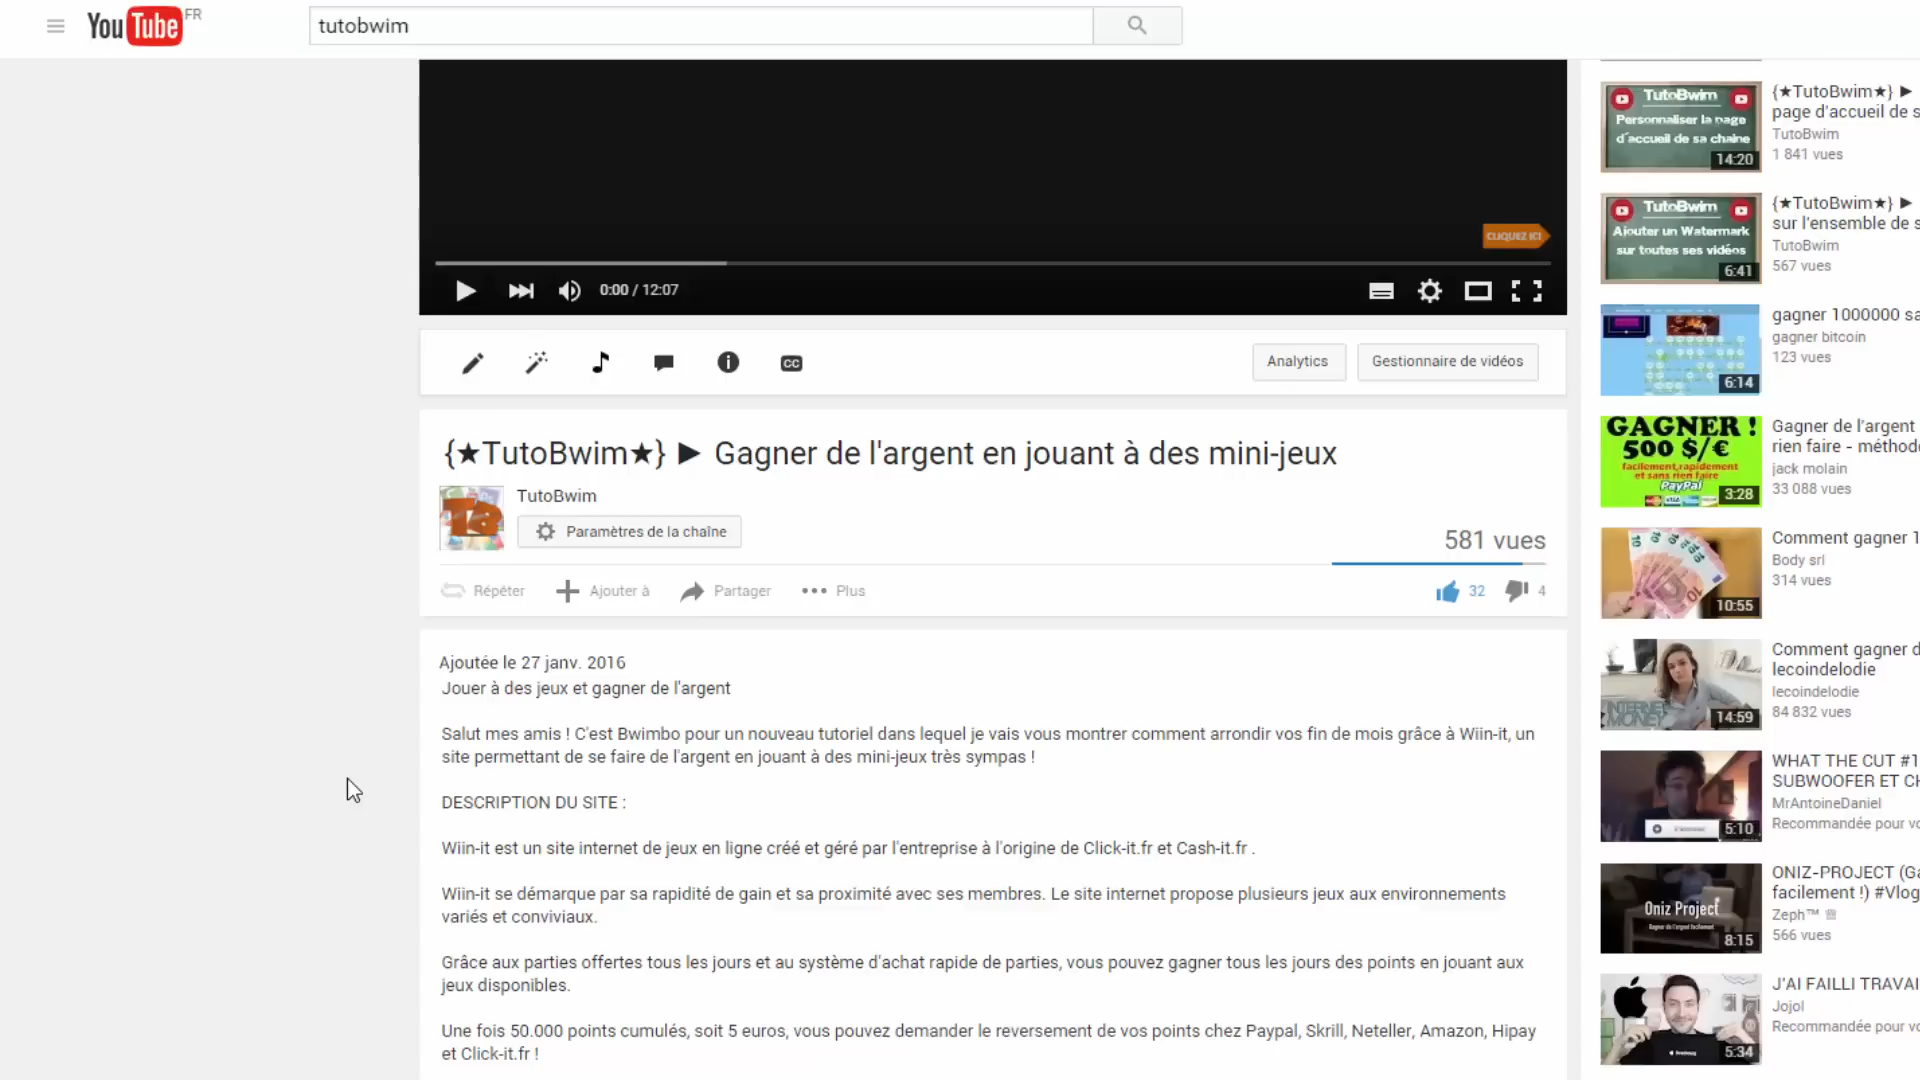 YouTube FR
tutobwim
CLIQUEZ ICI
0:00 / 12:07
cc
Analytics
Gestionnaire de vidéos
{★TutoBwim★} ► Gagner de l'argent en jouant à des mini-jeux
TutoBwim
Paramètres de la chaîne
581 vues
Répéter
Ajouter à
Partager
Plus
32
4
Ajoutée le 27 janv. 2016
Jouer à des jeux et gagner de l'argent
Salut mes amis ! C'est Bwimbo pour un nouveau tutoriel dans lequel je vais vous montrer comment arrondir vos fin de mois grâce à Wiin-it, un
site permettant de se faire de l'argent en jouant à des mini-jeux très sympas !
DESCRIPTION DU SITE :
Wiin-it est un site internet de jeux en ligne créé et géré par l'entreprise à l'origine de Click-it.fr et Cash-it.fr .
Wiin-it se démarque par sa rapidité de gain et sa proximité avec ses membres. Le site internet propose plusieurs jeux aux environnements
variés et conviviaux.
Grâce aux parties offertes tous les jours et au système d'achat rapide de parties, vous pouvez gagner tous les jours des points en jouant aux
jeux disponibles.
Une fois 50.000 points cumulés, soit 5 euros, vous pouvez demander le reversement de vos points chez Paypal, Skrill, Neteller, Amazon, Hipay
et Click-it.fr !
TutoBwim
Personnaliser la page
d'accueil de sa chaine
14:20
{★TutoBwim★} ►
page d'accueil de s
TutoBwim
1 841 vues
TutoBwim
Ajouter un Watermark
sur toutes ses vidéos
6:41
{★TutoBwim★} ►
sur l'ensemble de s
TutoBwim
567 vues
6:14
gagner 1000000 sa
gagner bitcoin
123 vues
GAGNER !
500 $/€
facilement,rapidement
et sans rien faire
PayPal
3:28
Gagner de l'argent
rien faire - méthod
jack molain
33 088 vues
10:55
Comment gagner 1
Body srl
314 vues
INTERNET
MONEY
14:59
Comment gagner d
lecoindelodie
lecoindelodie
84 832 vues
5:10
WHAT THE CUT #1
SUBWOOFER ET CH
MrAntoineDaniel
Recommandée pour vo
Oniz Project
Gagner de l'argent facilement
8:15
ONIZ-PROJECT (Ga
facilement !) #Vlog
Zeph™ ♕
566 vues
5:34
J'AI FAILLI TRAVAI
Jojol
Recommandée pour vo